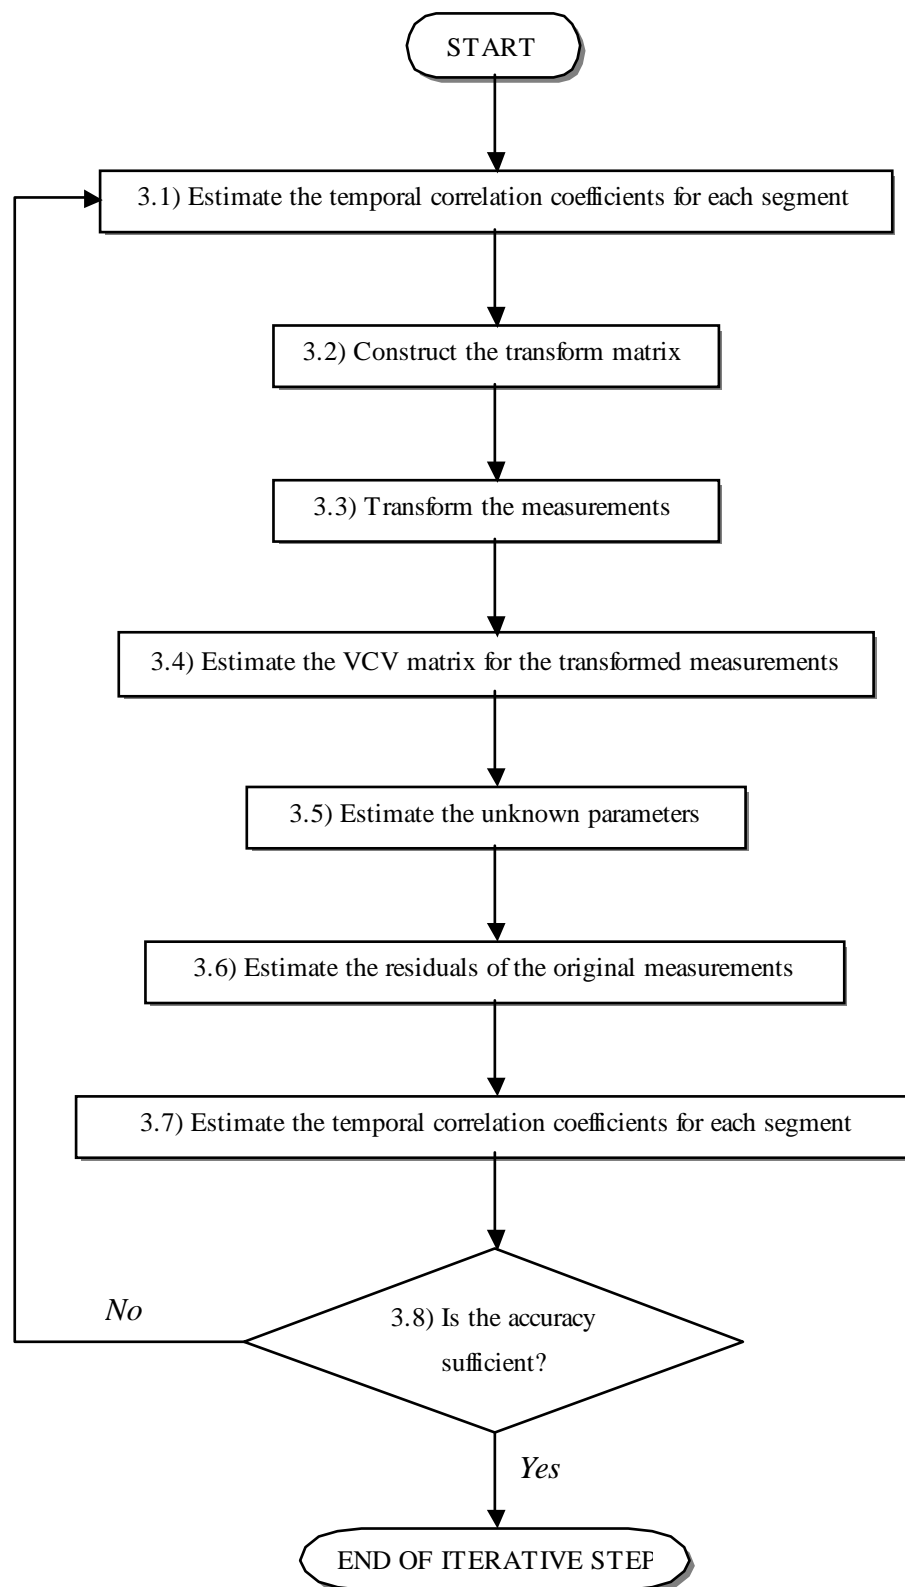 START
3.1) Estimate the temporal correlation coefficients for each segment
3.2) Construct the transform matrix
3.3) Transform the measurements
3.4) Estimate the VCV matrix for the transformed measurements
3.5) Estimate the unknown parameters
3.6) Estimate the residuals of the original measurements
3.7) Estimate the temporal correlation coefficients for each segment
No
3.8) Is the accuracy
sufficient?
Yes
END OF ITERATIVE STEP